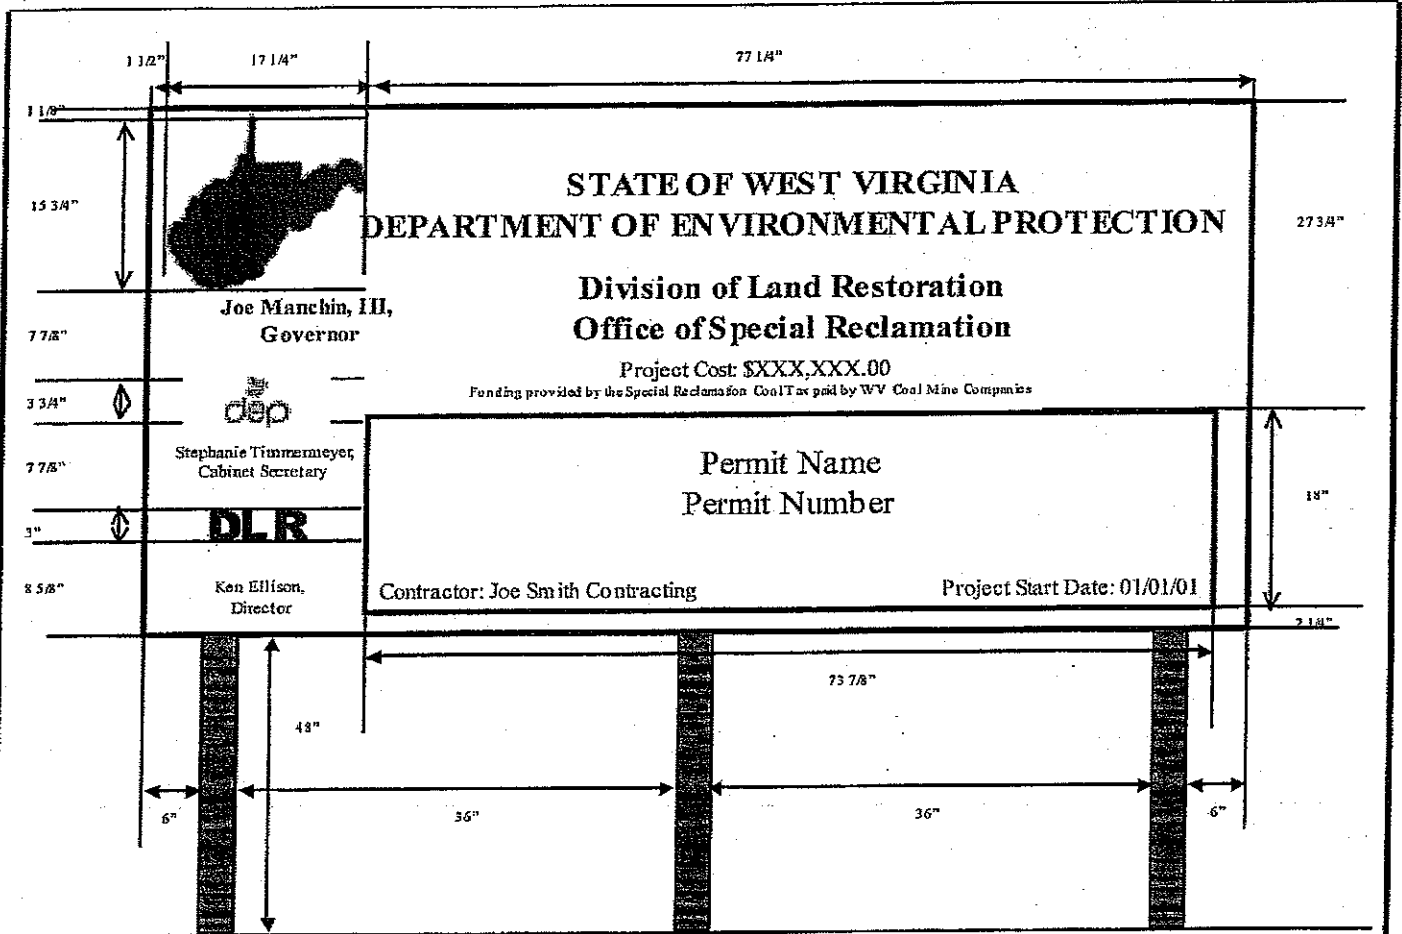 1 1/2"
17 1/4"
77 1/4"
1 1/8"
15 3/4"
STATE OF WEST VIRGINIA
DEPARTMENT OF ENVIRONMENTAL PROTECTION
27 3/4"
Division of Land Restoration
Office of Special Reclamation
Joe Manchin, III,
Governor
7 7/8"
Project Cost: $XXX,XXX.00
Funding provided by the Special Reclamation Coal Tax paid by WV Coal Mine Companies
3 3/4"
dep
Stephanie Timmermeyer,
Cabinet Secretary
7 7/8"
Permit Name
Permit Number
18"
DLR
3"
8 5/8"
Ken Ellison,
Director
Contractor: Joe Smith Contracting
Project Start Date: 01/01/01
2 1/4"
73 7/8"
48"
6"
36"
36"
6"